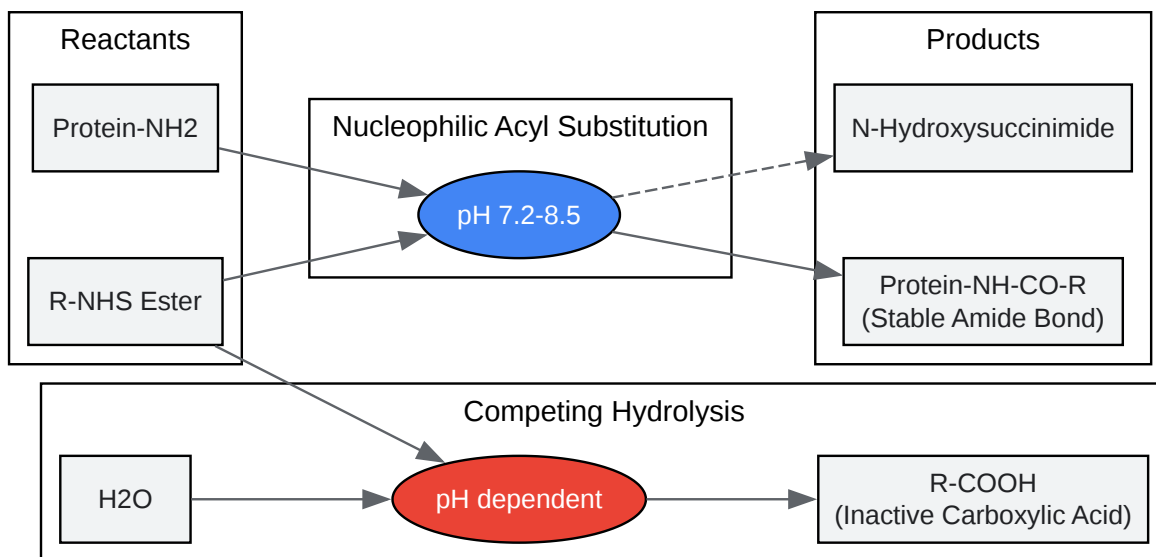 Reactants
Protein-NH2
R-NHS Ester
Nucleophilic Acyl Substitution
pH 7.2-8.5
Products
N-Hydroxysuccinimide
Protein-NH-CO-R
(Stable Amide Bond)
Competing Hydrolysis
H2O
pH dependent
R-COOH
(Inactive Carboxylic Acid)